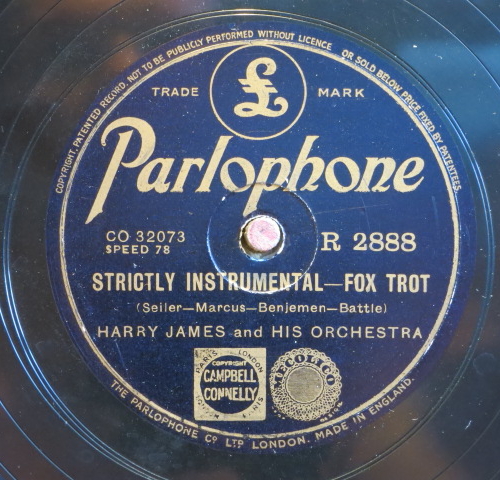 COPYRIGHT. PATENTED RECORD. NOT TO BE PUBLICLY PERFORMED WITHOUT LICENCE OR SOLD BELOW PRICE FIXED BY PATENTEES.
£
TRADE MARK
Parlophone
CO 32073
SPEED 78
R 2888
STRICTLY INSTRUMENTAL—FOX TROT
(Seiler—Marcus—Benjemen—Battle)
HARRY JAMES and HIS ORCHESTRA
PARIS LONDON
COPYRIGHT
CAMPBELL
CONNELLY
THE PARLOPHONE Co LTD LONDON. MADE IN ENGLAND.